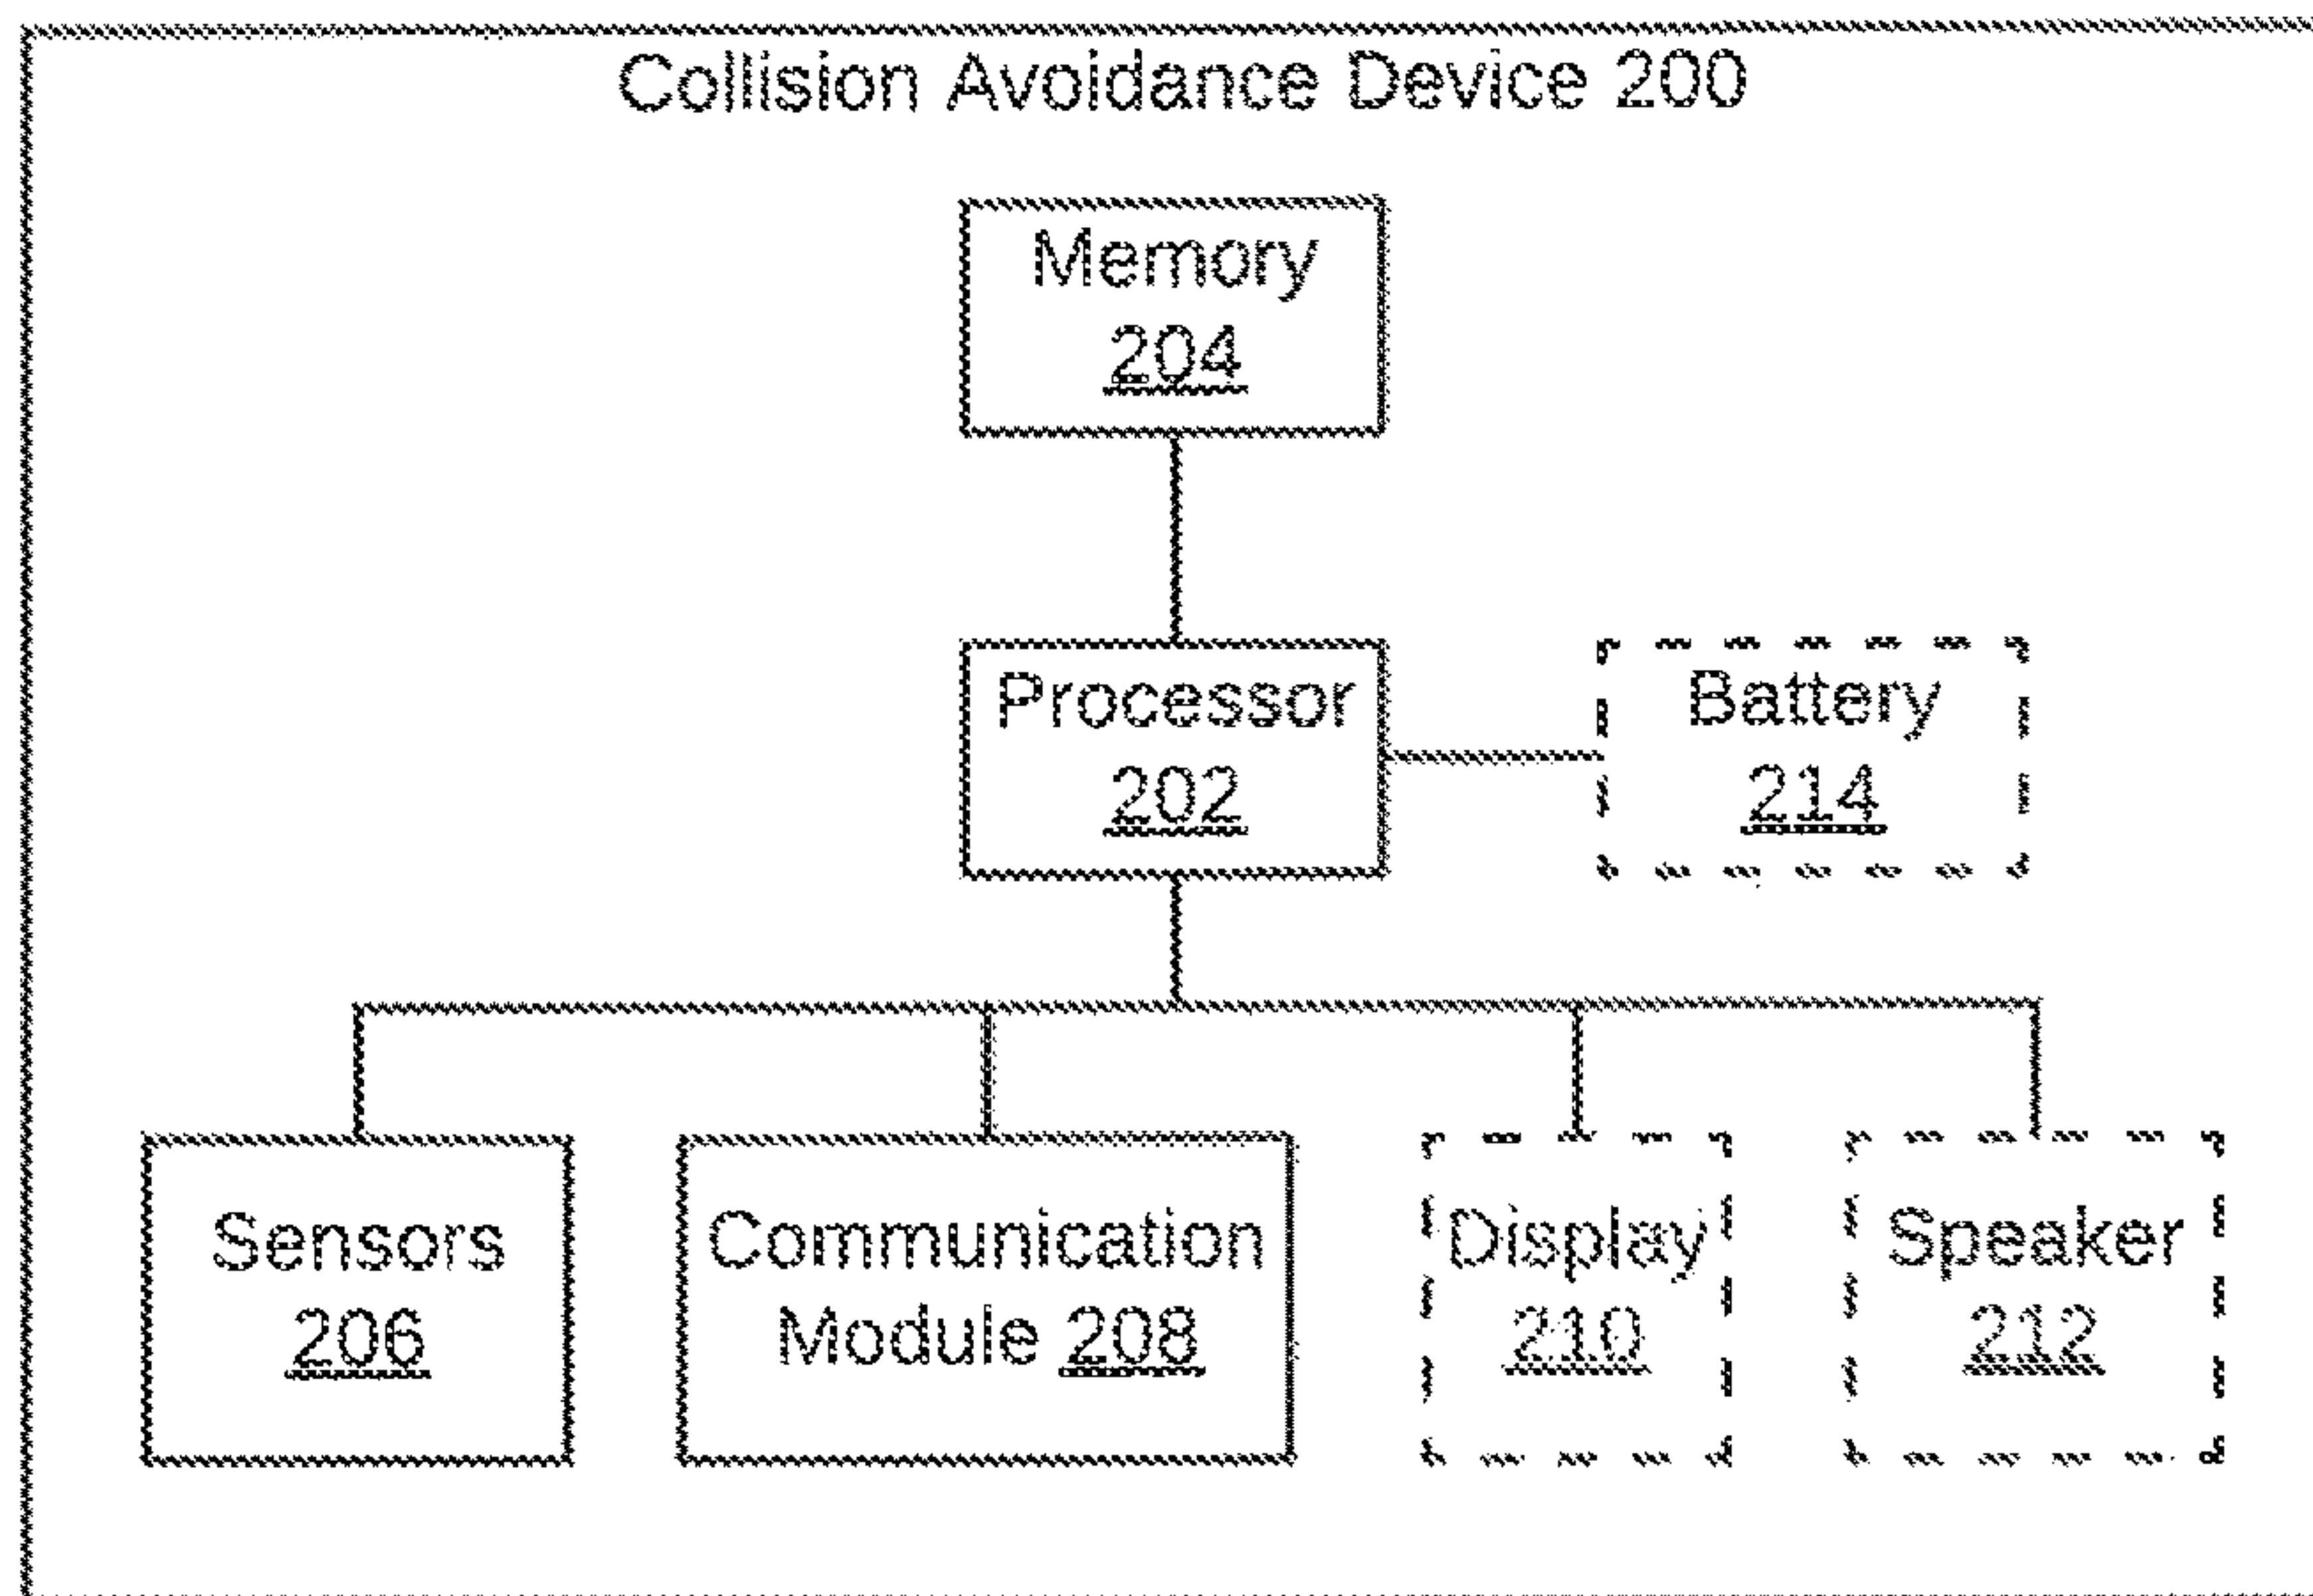 Collision Avoidance Device 200
Memory
204
Processor
202
Battery
214
Sensors
206
Communication
Module 208
Display
210
Speaker
212